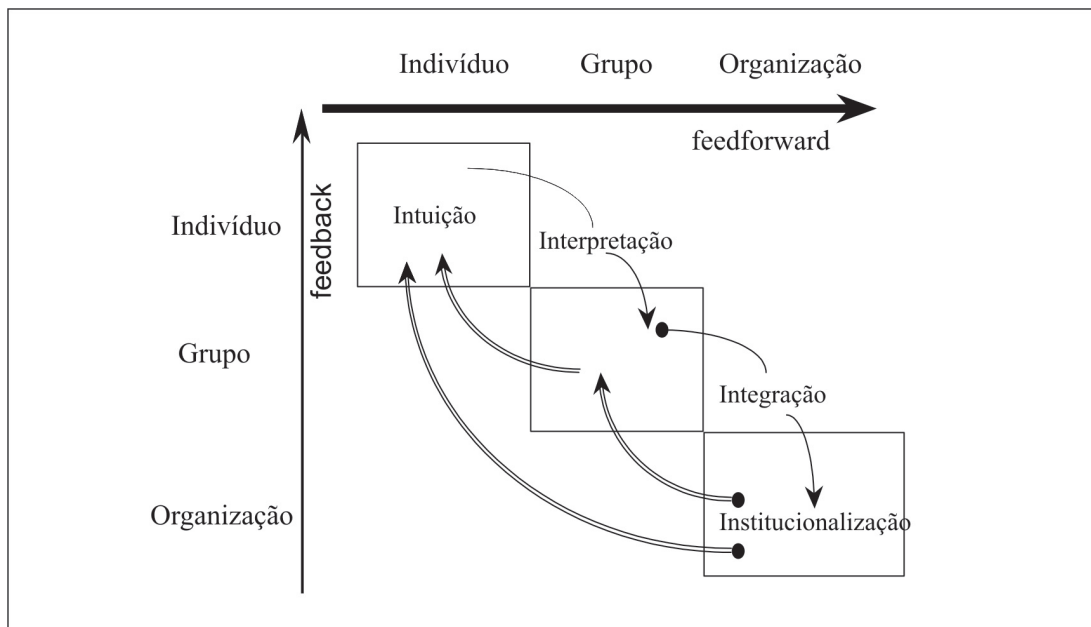 Indivíduo Grupo Organização
feedforward
feedback
Indivíduo
Intuição
Interpretação
Grupo
Integração
Organização
Institucionalização